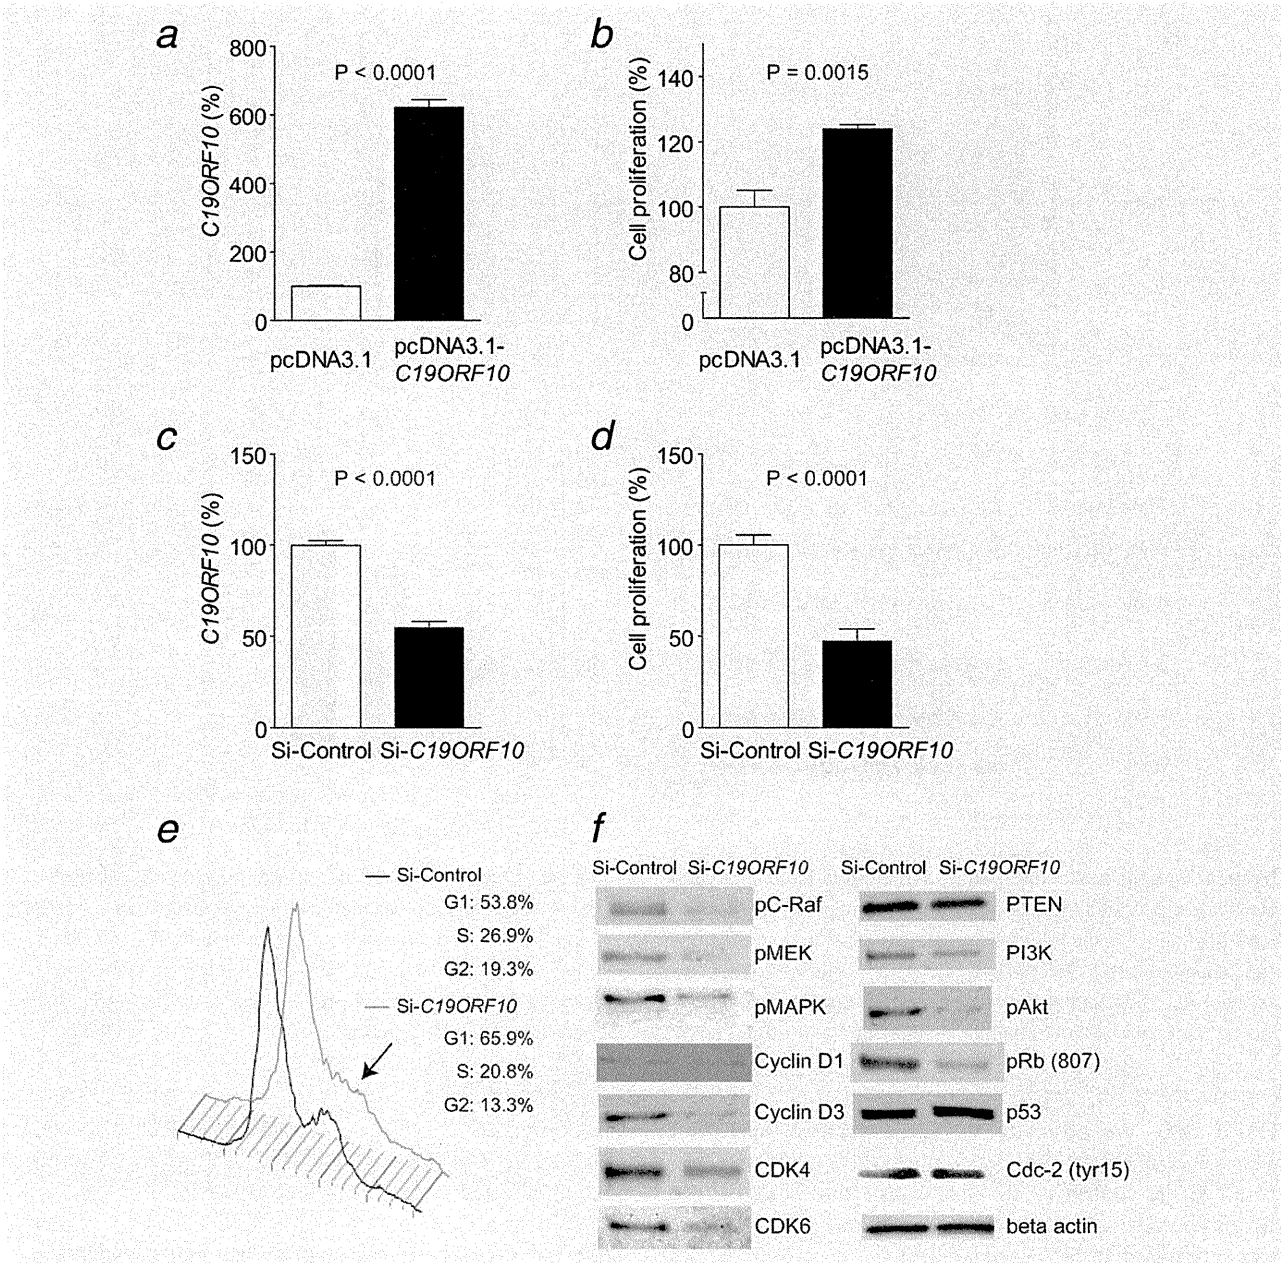 a
C19ORF10 (%)
800
600
400
200
0
P < 0.0001
pcDNA3.1
pcDNA3.1-
C19ORF10
b
Cell proliferation (%)
140
120
100
80
0
P = 0.0015
pcDNA3.1
pcDNA3.1-
C19ORF10
c
C19ORF10 (%)
150
100
50
0
P < 0.0001
Si-Control Si-C19ORF10
d
Cell proliferation (%)
150
100
50
0
P < 0.0001
Si-Control Si-C19ORF10
e
Si-Control
G1: 53.8%
S: 26.9%
G2: 19.3%
Si-C19ORF10
G1: 65.9%
S: 20.8%
G2: 13.3%
f
Si-Control Si-C19ORF10
pC-Raf
pMEK
pMAPK
Cyclin D1
Cyclin D3
CDK4
CDK6
Si-Control Si-C19ORF10
PTEN
PI3K
pAkt
pRb (807)
p53
Cdc-2 (tyr15)
beta actin